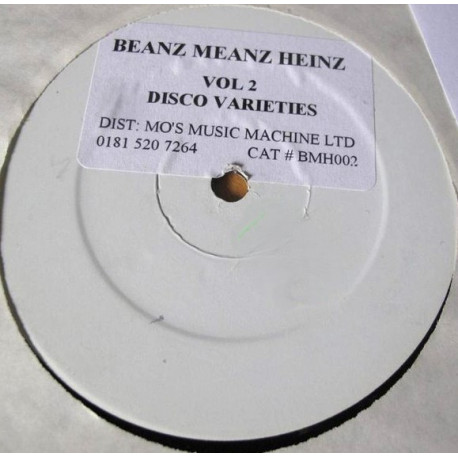 BEANZ MEANZ HEINZ
VOL 2
DISCO VARIETIES
DIST: MO'S MUSIC MACHINE LTD
0181 520 7264 CAT # BMH002